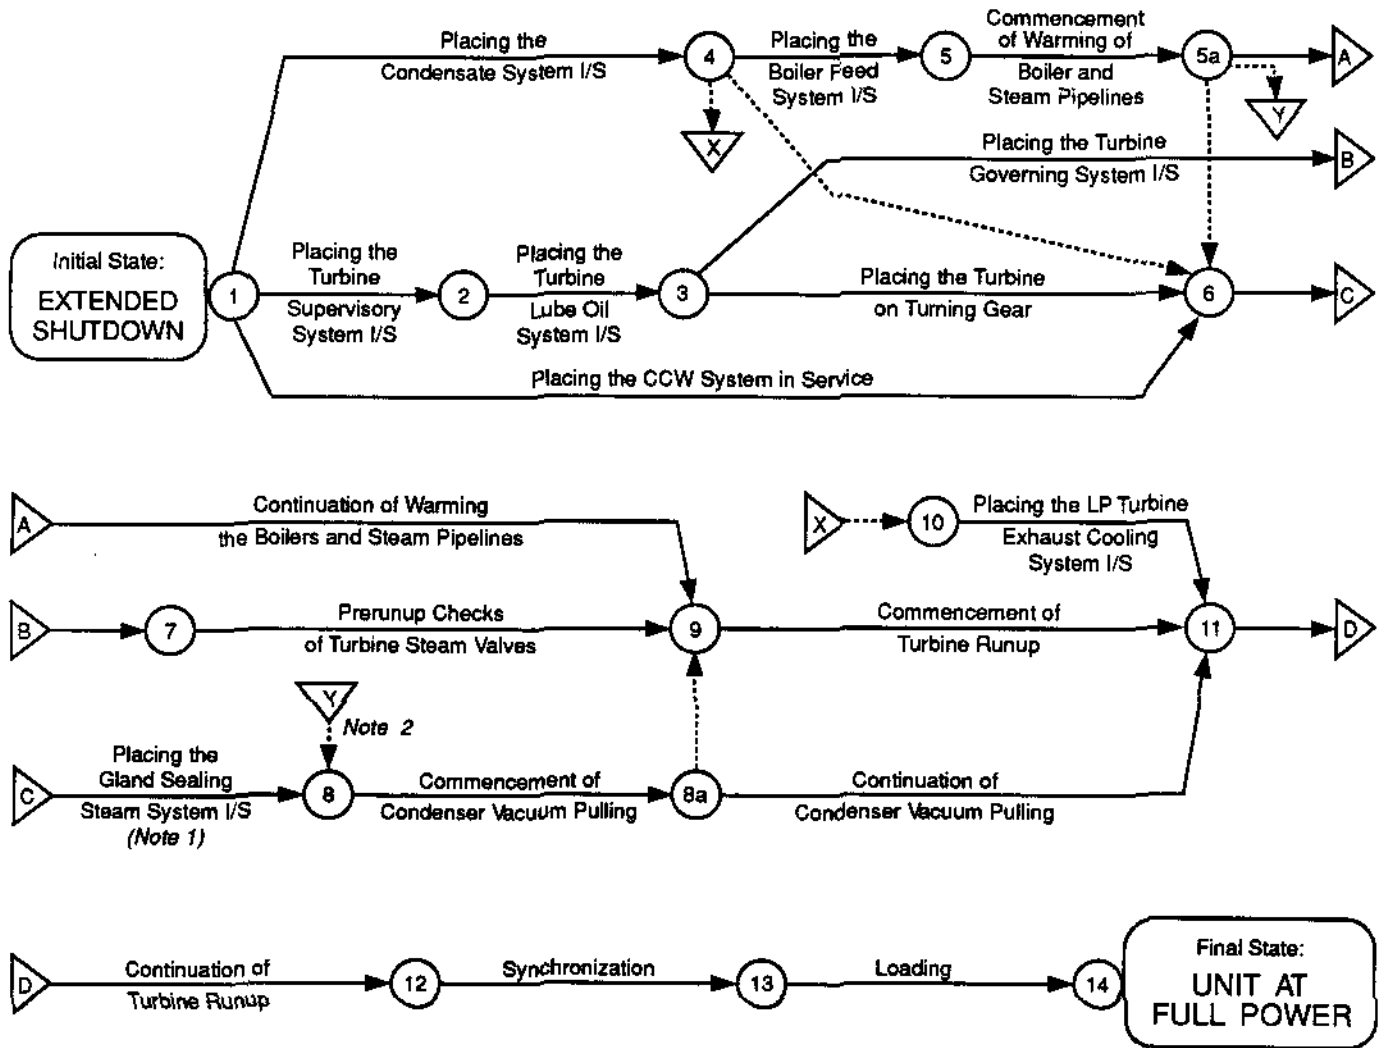 Placing the
Condensate System I/S
4
Placing the
Boiler Feed
System I/S
5
Commencement
of Warming of
Boiler and
Steam Pipelines
5a
A
X
Y
Placing the Turbine
Governing System I/S
B
Initial State:
EXTENDED
SHUTDOWN
1
Placing the
Turbine
Supervisory
System I/S
2
Placing the
Turbine
Lube Oil
System I/S
3
Placing the Turbine
on Turning Gear
6
C
Placing the CCW System in Service
A
Continuation of Warming
the Boilers and Steam Pipelines
X
10
Placing the LP Turbine
Exhaust Cooling
System I/S
B
7
Prerunup Checks
of Turbine Steam Valves
9
Commencement of
Turbine Runup
11
D
Y
Note 2
C
Placing the
Gland Sealing
Steam System I/S
(Note 1)
8
Commencement of
Condenser Vacuum Pulling
8a
Continuation of
Condenser Vacuum Pulling
D
Continuation of
Turbine Runup
12
Synchronization
13
Loading
14
Final State:
UNIT AT
FULL POWER